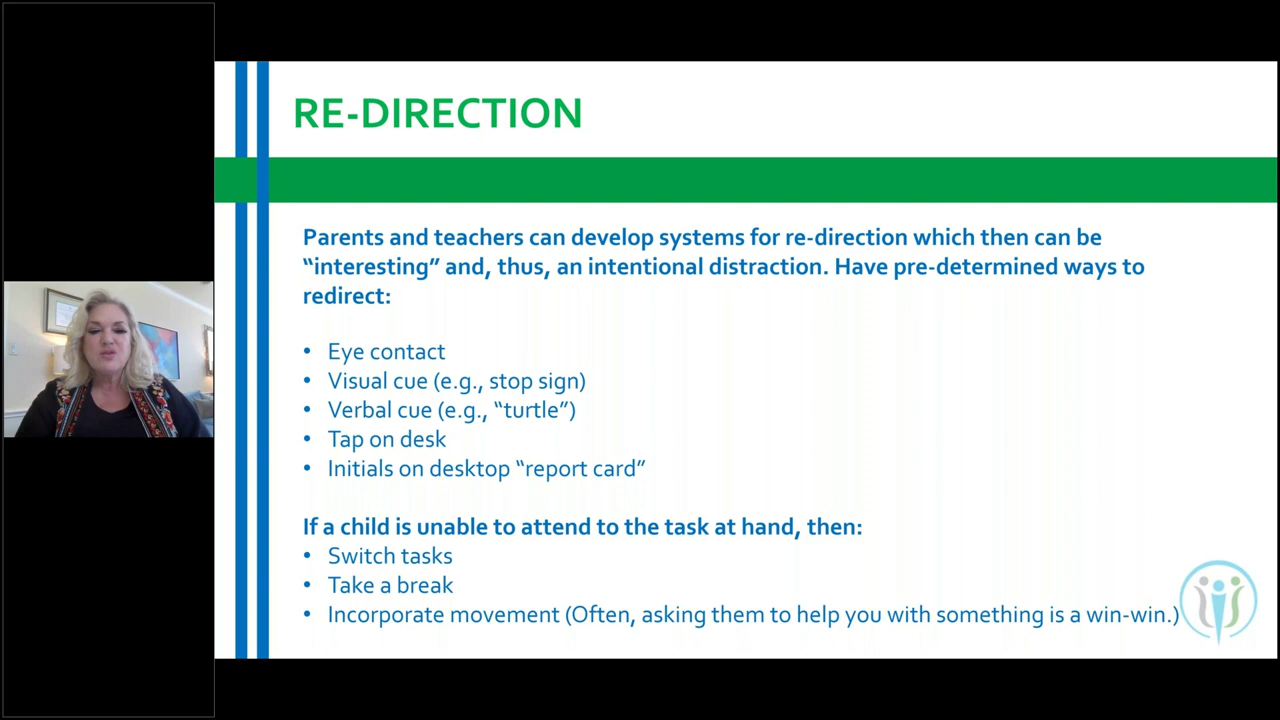 RE-DIRECTION
Parents and teachers can develop systems for re-direction which then can be
“interesting” and, thus, an intentional distraction. Have pre-determined ways to
redirect:
• Eye contact
• Visual cue (e.g., stop sign)
• Verbal cue (e.g., “turtle”)
• Tap on desk
• Initials on desktop “report card”
If a child is unable to attend to the task at hand, then:
• Switch tasks
• Take a break
• Incorporate movement (Often, asking them to help you with something is a win-win.)